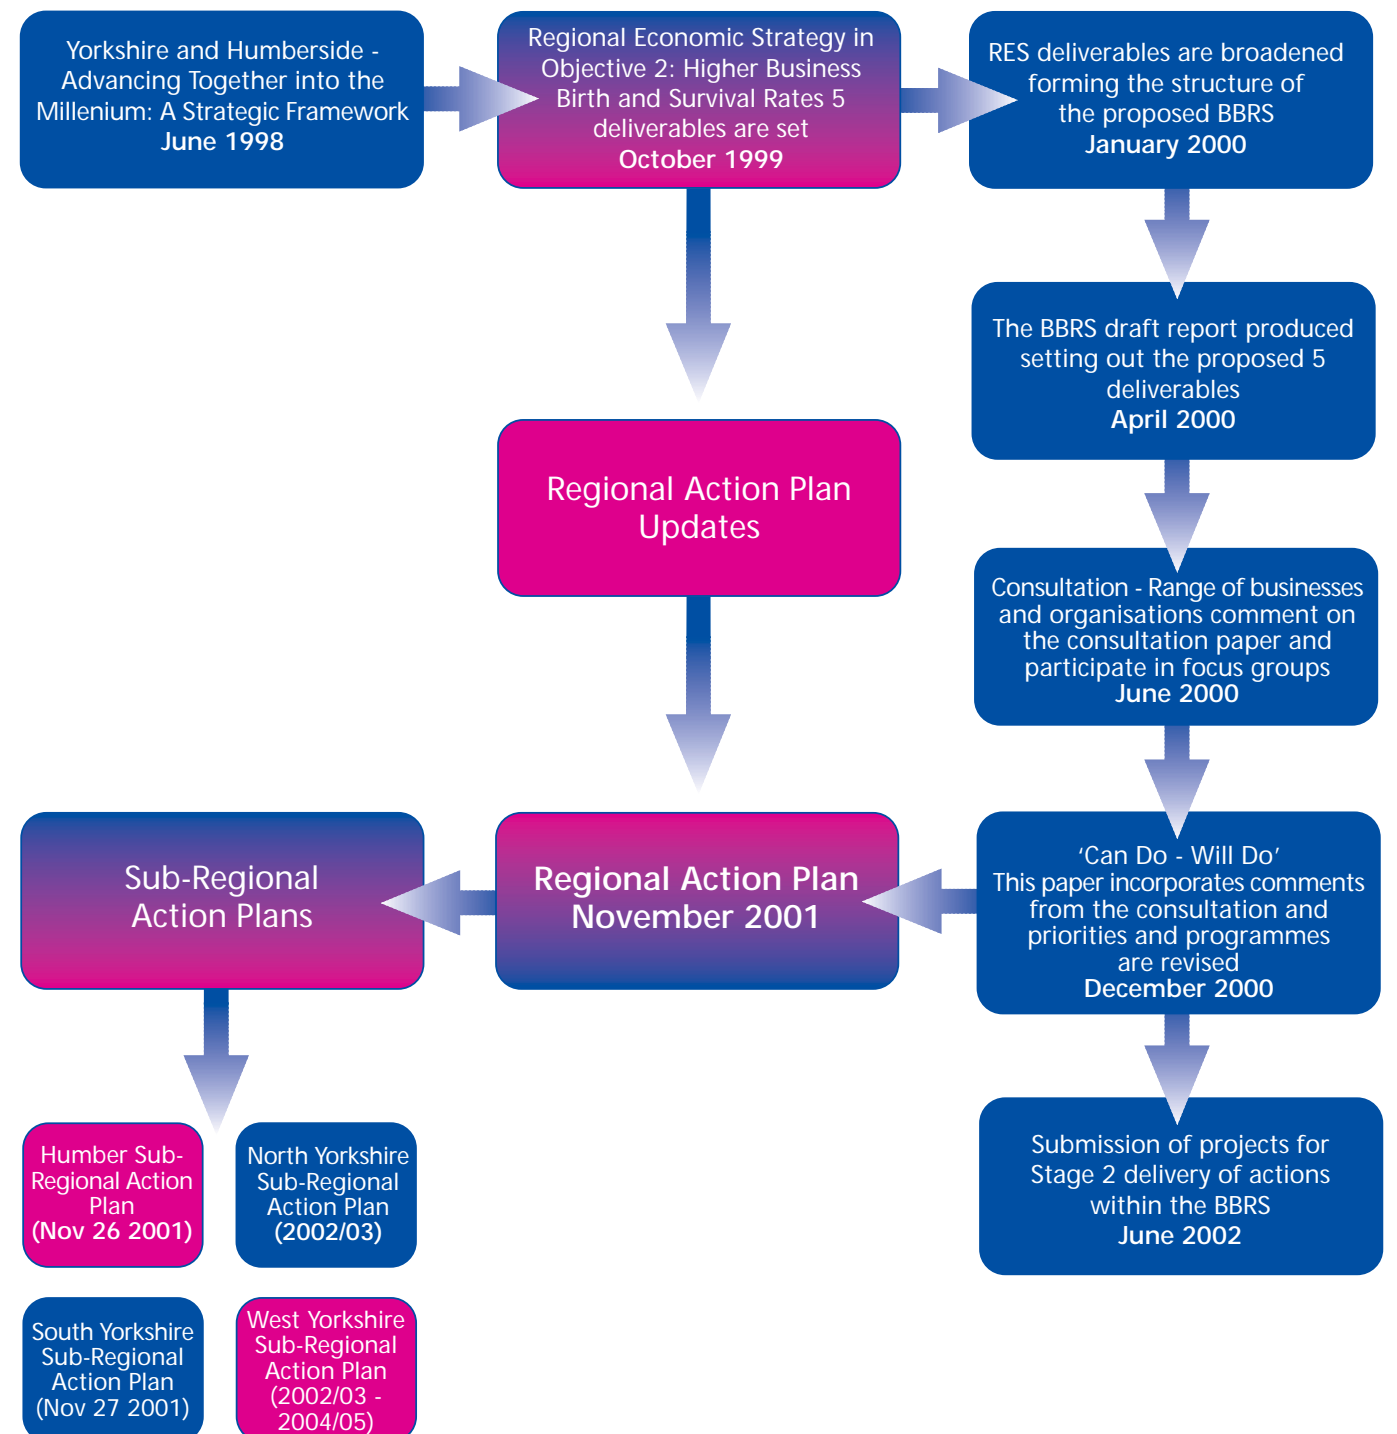 Yorkshire and Humberside -
Advancing Together into the
Millenium: A Strategic Framework
June 1998
Regional Economic Strategy in
Objective 2: Higher Business
Birth and Survival Rates 5
deliverables are set
October 1999
RES deliverables are broadened
forming the structure of
the proposed BBRS
January 2000
The BBRS draft report produced
setting out the proposed 5
deliverables
April 2000
Regional Action Plan
Updates
Consultation - Range of businesses
and organisations comment on
the consultation paper and
participate in focus groups
June 2000
Sub-Regional
Action Plans
Regional Action Plan
November 2001
‘Can Do - Will Do’
This paper incorporates comments
from the consultation and
priorities and programmes
are revised
December 2000
Humber Sub-
Regional Action
Plan
(Nov 26 2001)
North Yorkshire
Sub-Regional
Action Plan
(2002/03)
Submission of projects for
Stage 2 delivery of actions
within the BBRS
June 2002
South Yorkshire
Sub-Regional
Action Plan
(Nov 27 2001)
West Yorkshire
Sub-Regional
Action Plan
(2002/03 -
2004/05)